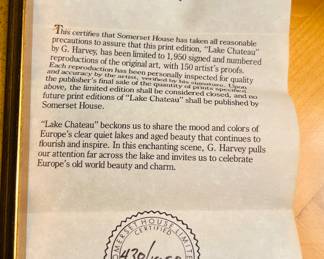 This certifies that Somerset House has taken all reasonable
precautions to assure that this print edition, "Lake Chateau"
by G. Harvey, has been limited to 1,950 signed and numbered
reproductions of the original art, with 150 artist's proofs.
Each reproduction has been personally inspected for quality
and accuracy by the artist, verified by his signature. Upon
the publisher's final sale of the quantity of prints specified
above, the limited edition shall be considered closed, and no
future print editions of "Lake Chateau" shall be published by
Somerset House.
"Lake Chateau" beckons us to share the mood and colors of
Europe's clear quiet lakes and aged beauty that continues to
flourish and inspire. In this enchanting scene, G. Harvey pulls
our attention far across the lake and invites us to celebrate
Europe's old world beauty and charm.
SOMERSET HOUSE LIMITED
CERTIFIED